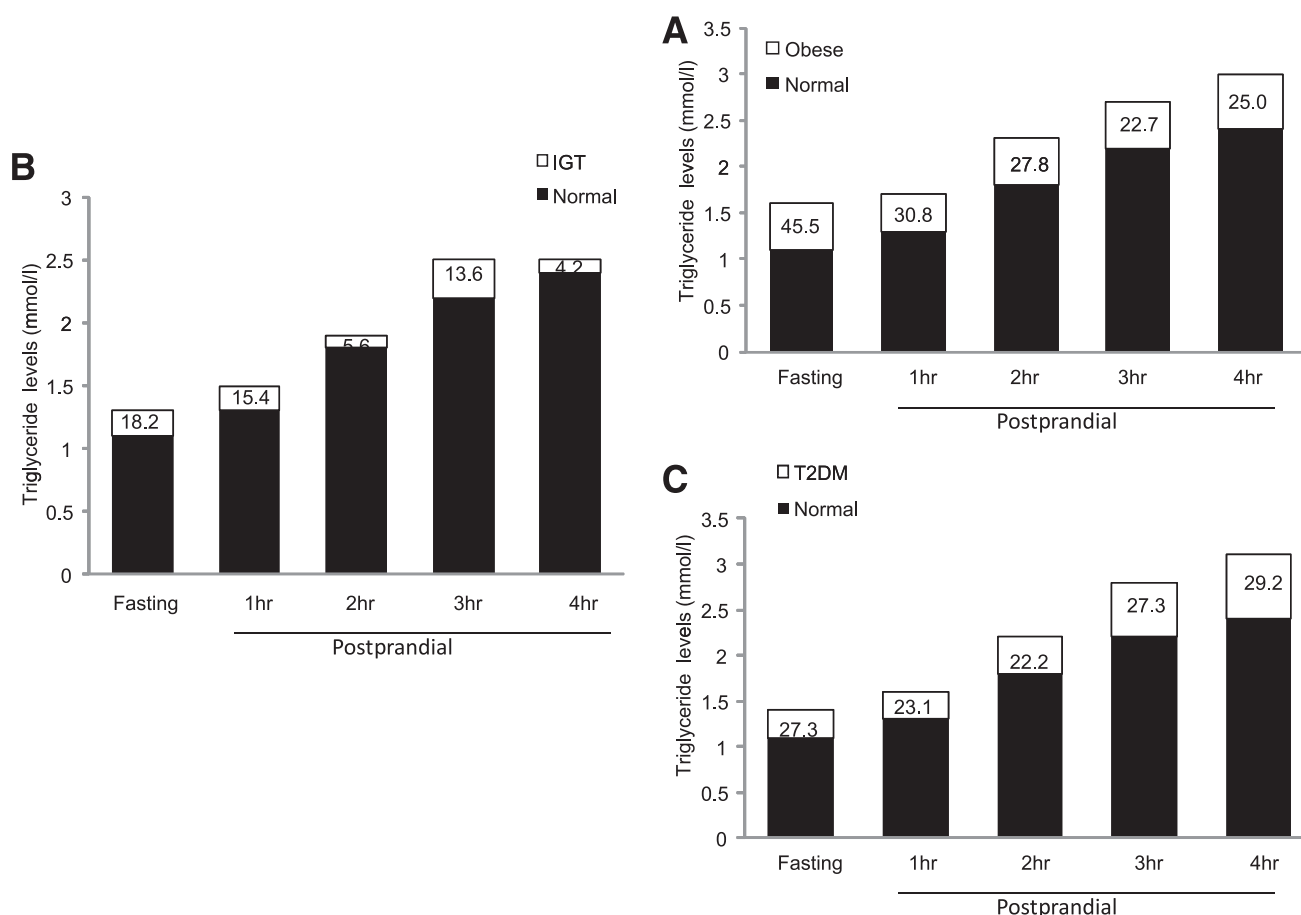 A
3.5
3
2.5
2
1.5
1
0.5
0
Triglyceride levels (mmol/l)
Obese
Normal
45.5
30.8
27.8
22.7
25.0
Fasting 1hr 2hr 3hr 4hr
Postprandial
B
3
2.5
2
1.5
1
0.5
0
Triglyceride levels (mmol/l)
IGT
Normal
18.2
15.4
5.6
13.6
4.2
Fasting 1hr 2hr 3hr 4hr
Postprandial
C
3.5
3
2.5
2
1.5
1
0.5
0
Triglyceride levels (mmol/l)
T2DM
Normal
27.3
23.1
22.2
27.3
29.2
Fasting 1hr 2hr 3hr 4hr
Postprandial